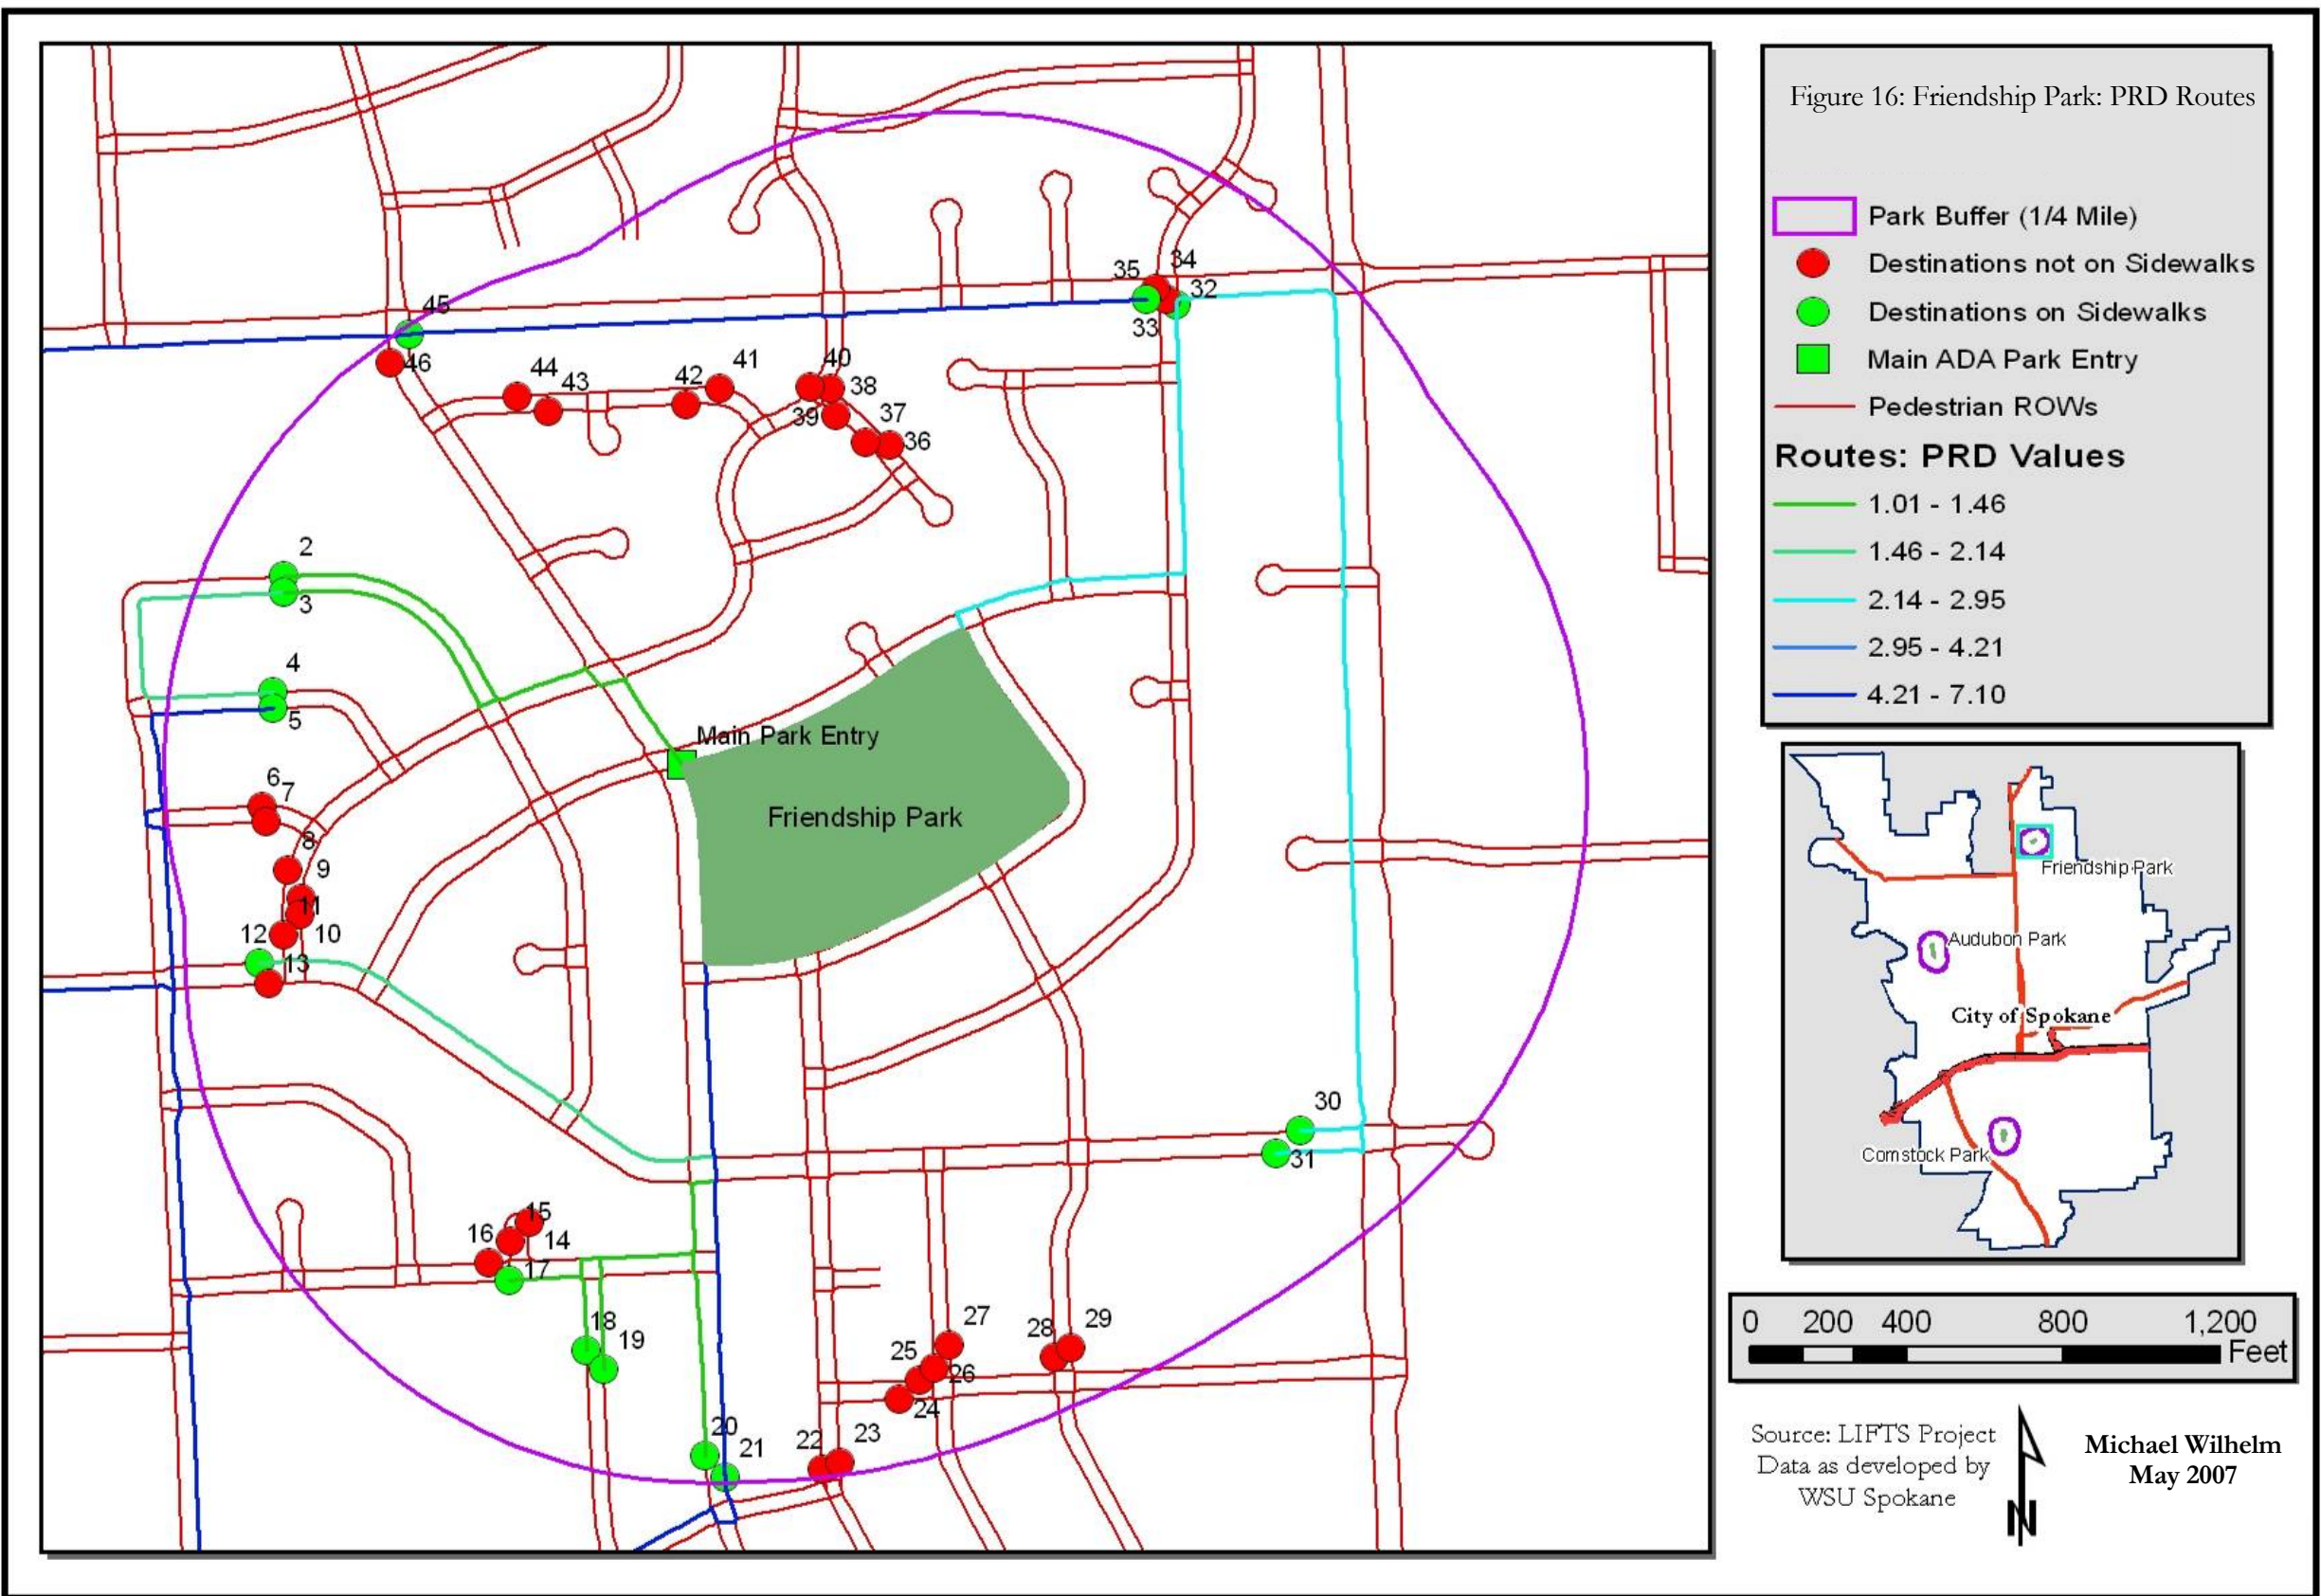 Figure 16: Friendship Park: PRD Routes
Park Buffer (1/4 Mile)
Destinations not on Sidewalks
Destinations on Sidewalks
Main ADA Park Entry
Pedestrian ROWs
Routes: PRD Values
1.01 - 1.46
1.46 - 2.14
2.14 - 2.95
2.95 - 4.21
4.21 - 7.10
34
35
32
33
45
46
44
43
42
41
40
38
39
37
36
2
3
4
5
Main Park Entry
Friendship Park
6
7
8
9
11
12
10
13
30
31
15
16
14
17
18
19
27
28
29
25
26
24
20
21
22
23
Friendship Park
Audubon Park
City of Spokane
Comstock Park
0 200 400 800 1,200
Feet
Source: LIFTS Project
Data as developed by
WSU Spokane
N
Michael Wilhelm
May 2007